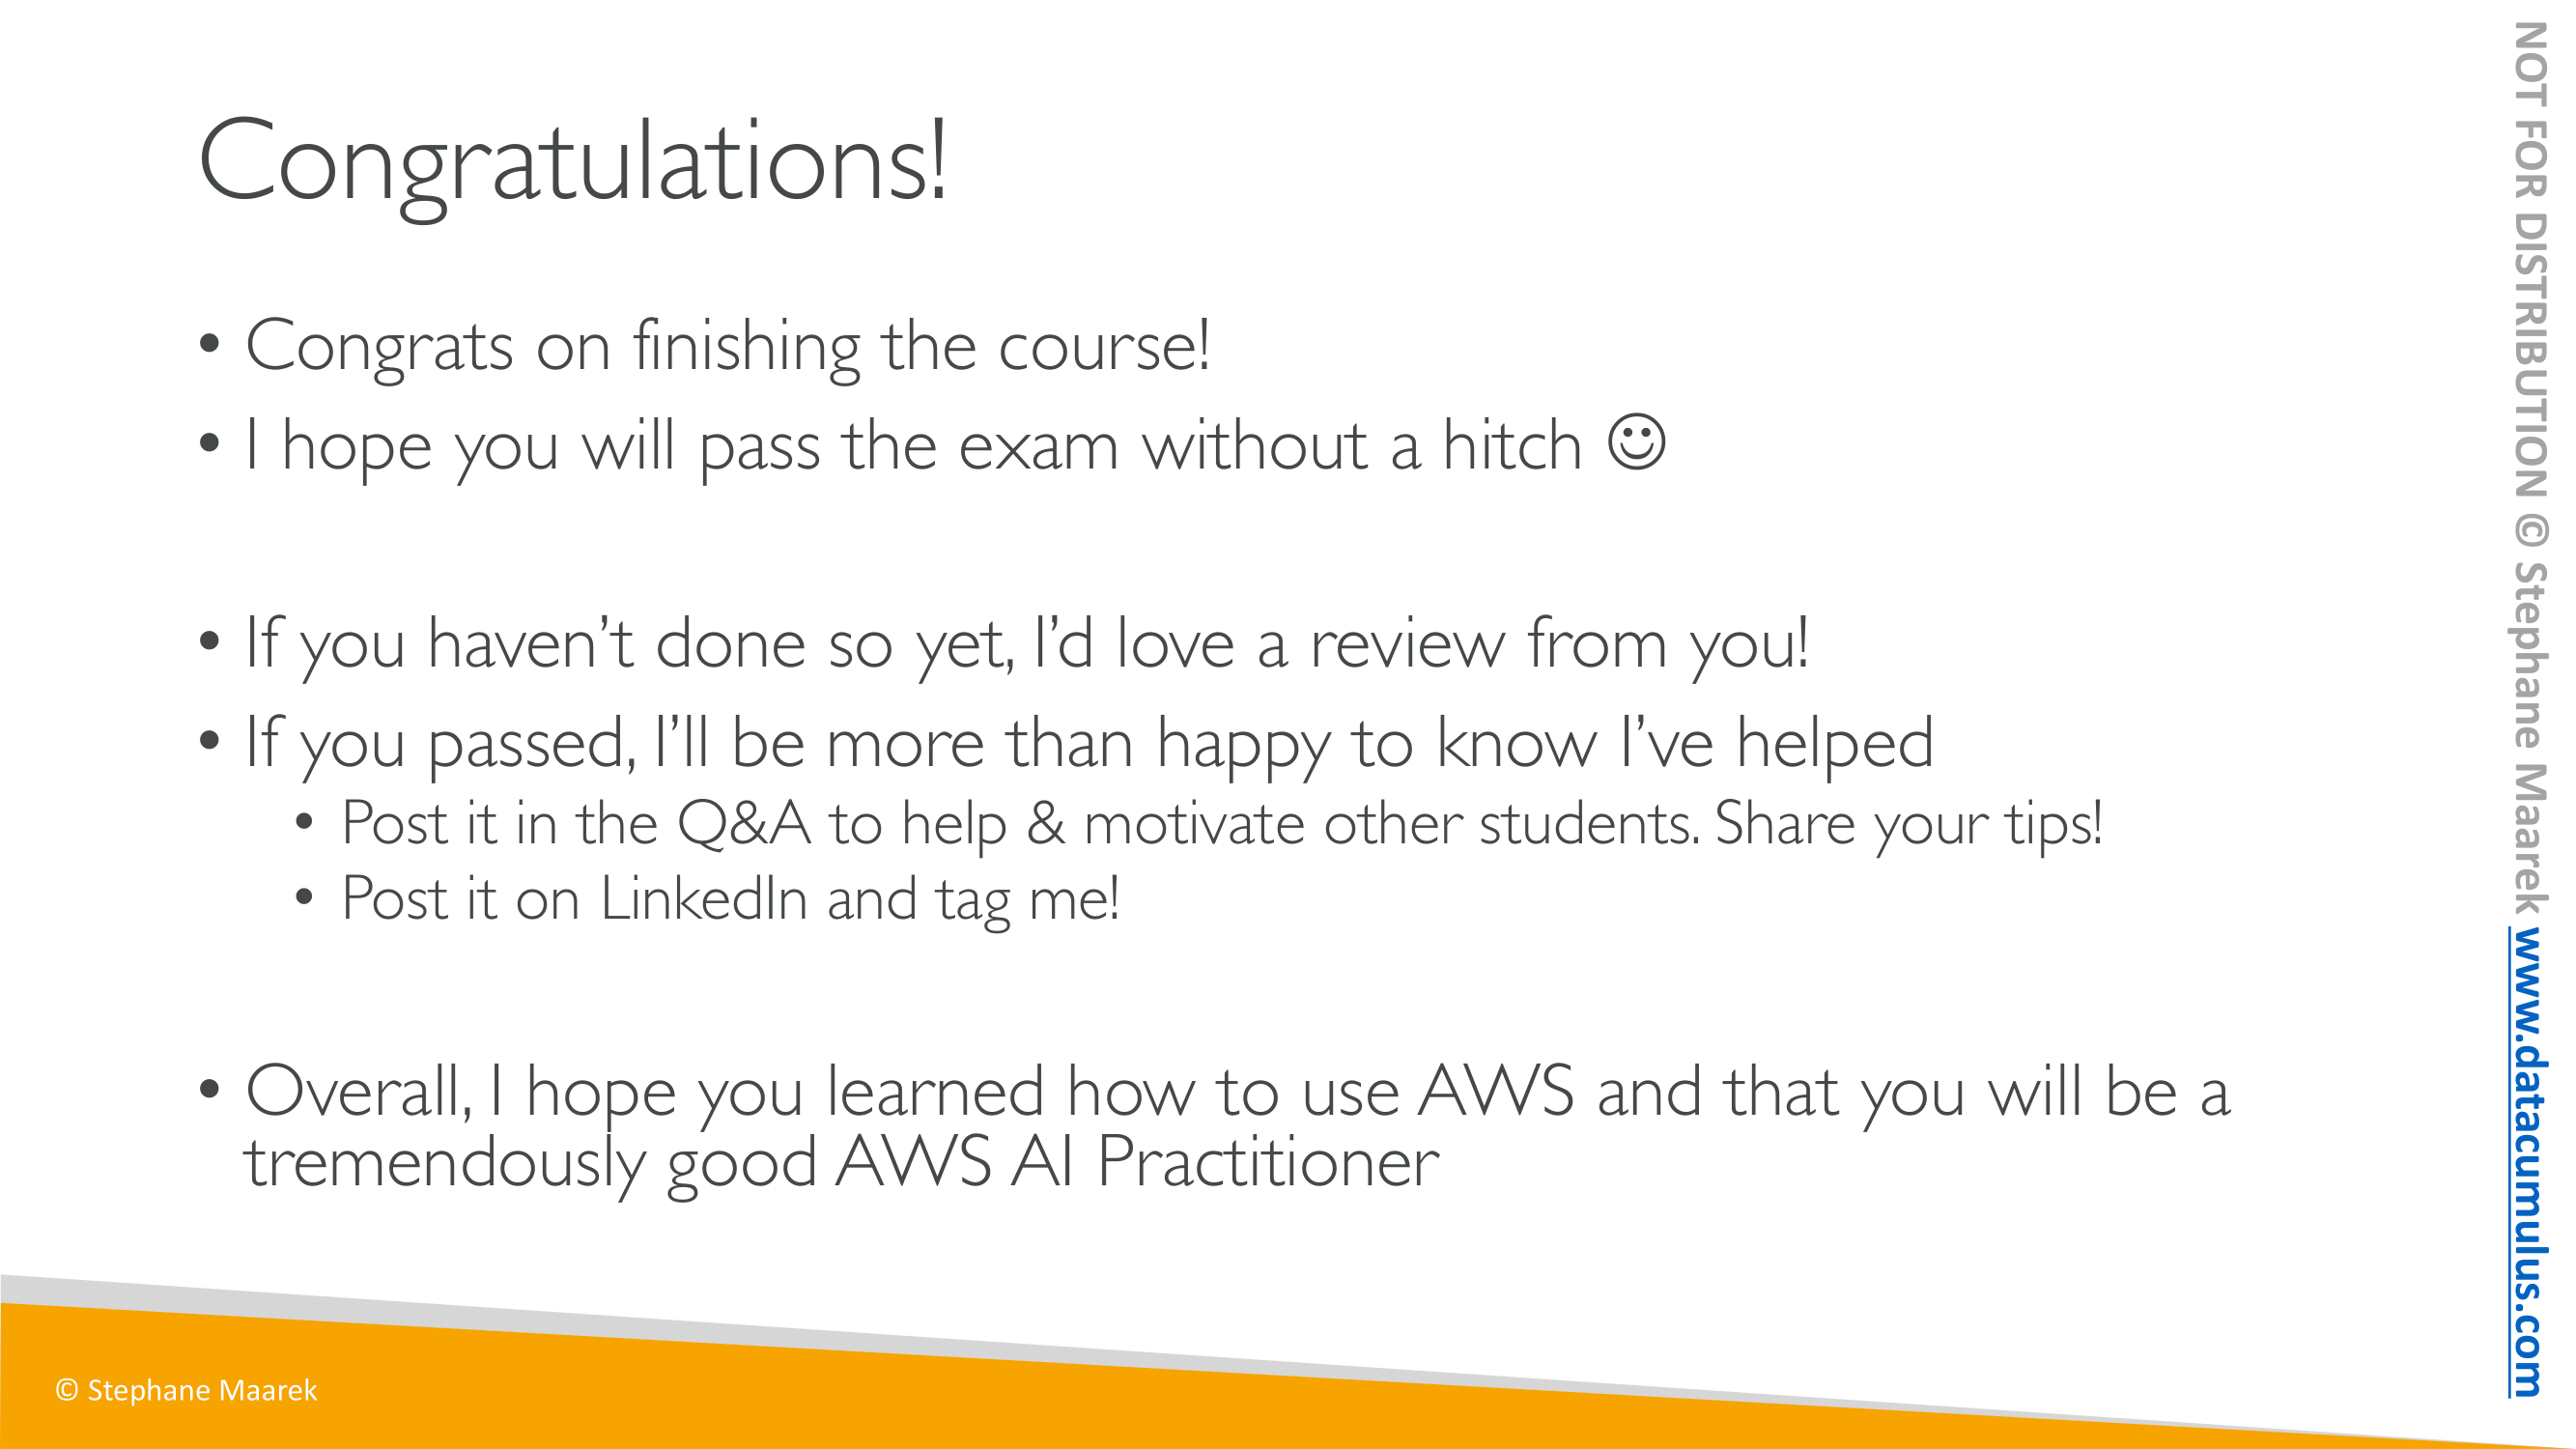 Congratulations!
• Congrats on finishing the course!
• I hope you will pass the exam without a hitch ☺
• If you haven’t done so yet, I’d love a review from you!
• If you passed, I’ll be more than happy to know I’ve helped
• Post it in the Q&A to help & motivate other students. Share your tips!
• Post it on LinkedIn and tag me!
• Overall, I hope you learned how to use AWS and that you will be a
tremendously good AWS AI Practitioner
© Stephane Maarek
NOT FOR DISTRIBUTION © Stephane Maarek www.datacumulus.com